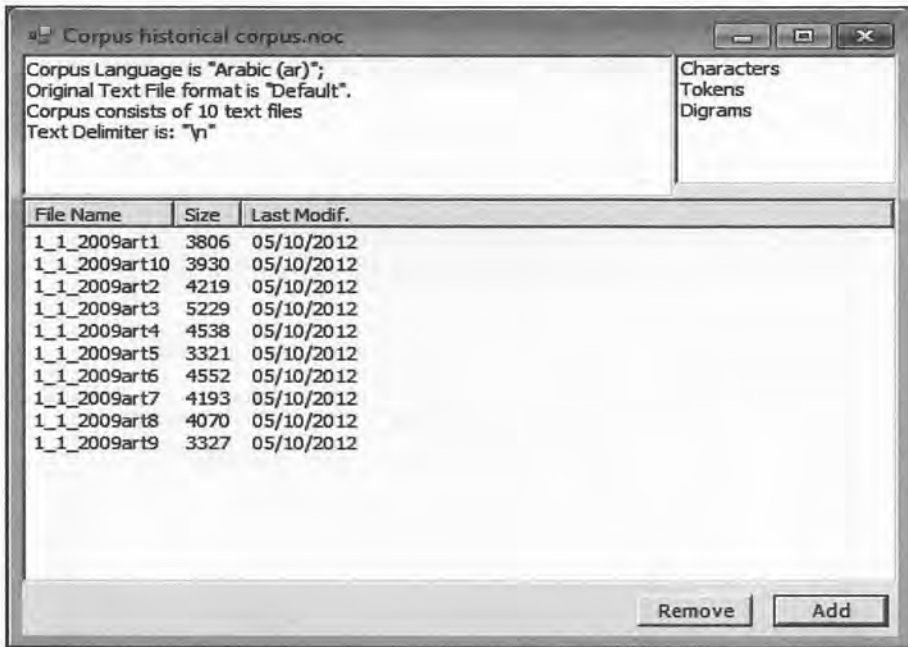 Corpus historical corpus.noc
Corpus Language is "Arabic (ar)";
Original Text File format is "Default".
Corpus consists of 10 text files
Text Delimiter is: "\n"
Characters
Tokens
Digrams
File Name Size Last Modif.
1_1_2009art1 3806 05/10/2012
1_1_2009art10 3930 05/10/2012
1_1_2009art2 4219 05/10/2012
1_1_2009art3 5229 05/10/2012
1_1_2009art4 4538 05/10/2012
1_1_2009art5 3321 05/10/2012
1_1_2009art6 4552 05/10/2012
1_1_2009art7 4193 05/10/2012
1_1_2009art8 4070 05/10/2012
1_1_2009art9 3327 05/10/2012
Remove Add